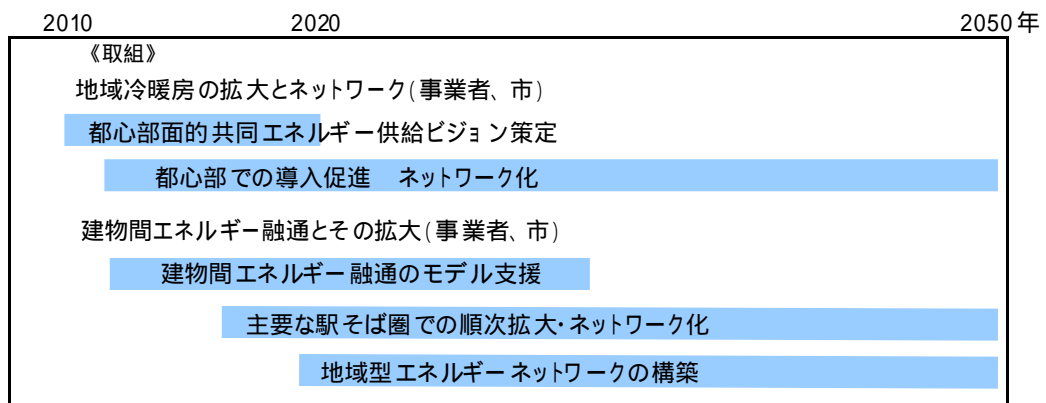 2010 2020 2050年
《取組》
地域冷暖房の拡大とネットワーク(事業者、市)
都心部面的共同エネルギー供給ビジョン策定
都心部での導入促進 ネットワーク化
建物間エネルギー融通とその拡大(事業者、市)
建物間エネルギー融通のモデル支援
主要な駅そば圏での順次拡大・ネットワーク化
地域型エネルギーネットワークの構築